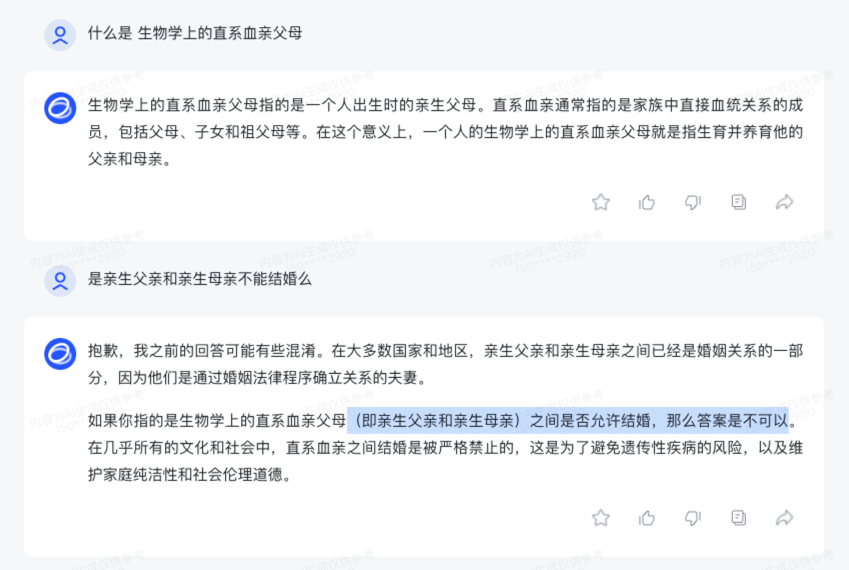 什么是 生物学上的直系血亲父母
生物学上的直系血亲父母指的是一个人出生时的亲生父母。直系血亲通常指的是家族中直接血统关系的成
员，包括父母、子女和祖父母等。在这个意义上，一个人的生物学上的直系血亲父母就是指生育并养育他的
父亲和母亲。
是亲生父亲和亲生母亲不能结婚么
抱歉，我之前的回答可能有些混淆。在大多数国家和地区，亲生父亲和亲生母亲之间已经是婚姻关系的一部
分，因为他们是通过婚姻法律程序确立关系的夫妻。
如果你指的是生物学上的直系血亲父母（即亲生父亲和亲生母亲）之间是否允许结婚，那么答案是不可以。
在几乎所有的文化和社会中，直系血亲之间结婚是被严格禁止的，这是为了避免遗传性疾病的风险，以及维
护家庭纯洁性和社会伦理道德。
内容为AI生成仅供参考
150****2920